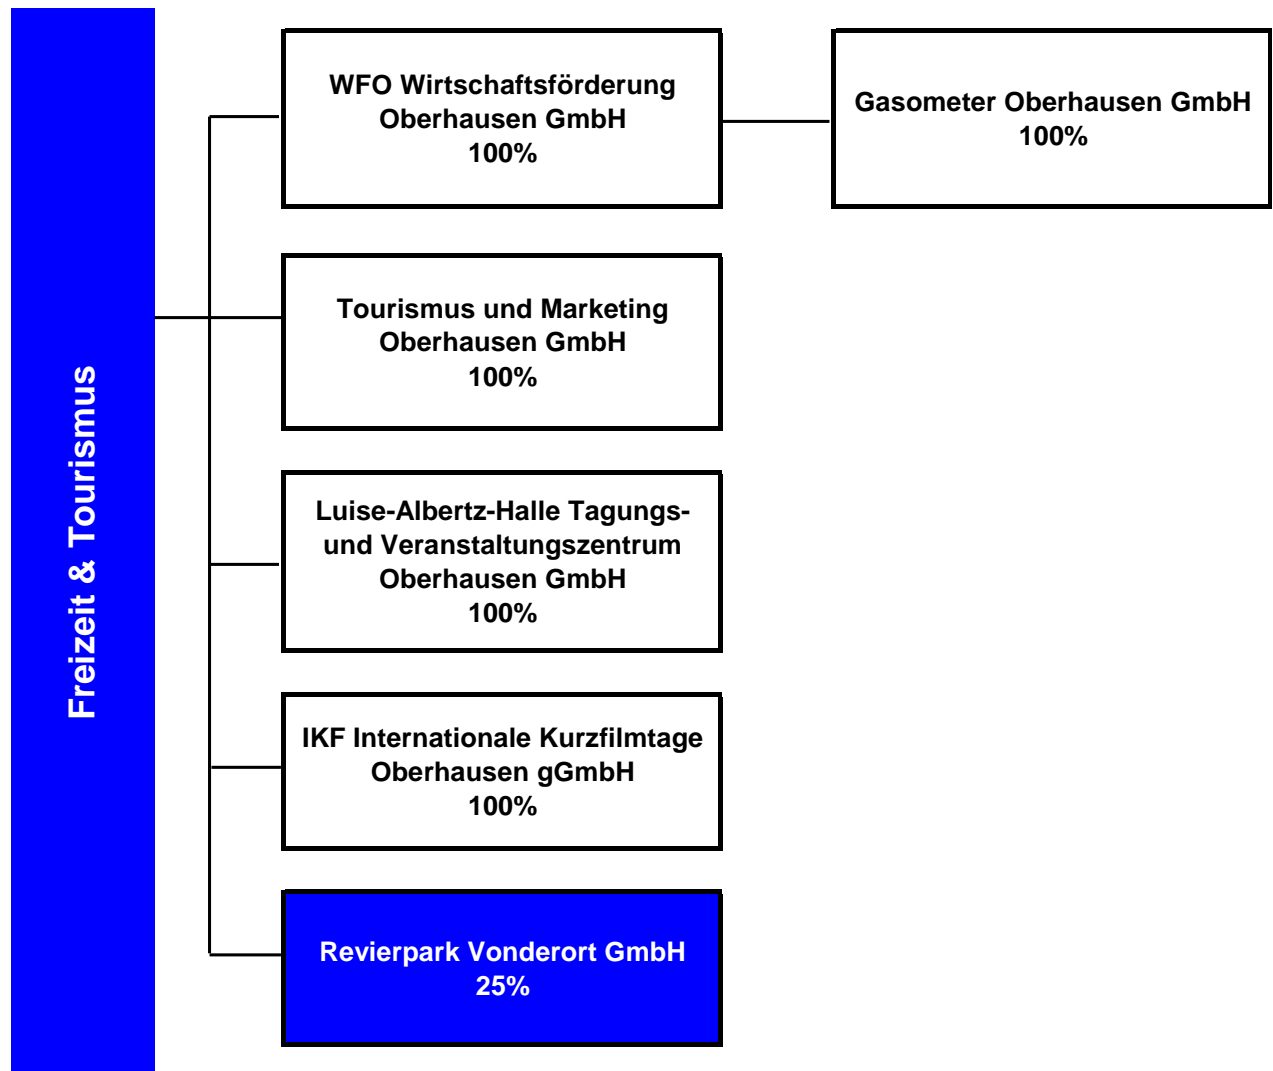 Freizeit & Tourismus
WFO Wirtschaftsförderung
Oberhausen GmbH
100%
Gasometer Oberhausen GmbH
100%
Tourismus und Marketing
Oberhausen GmbH
100%
Luise-Albertz-Halle Tagungs-
und Veranstaltungszentrum
Oberhausen GmbH
100%
IKF Internationale Kurzfilmtage
Oberhausen gGmbH
100%
Revierpark Vonderort GmbH
25%